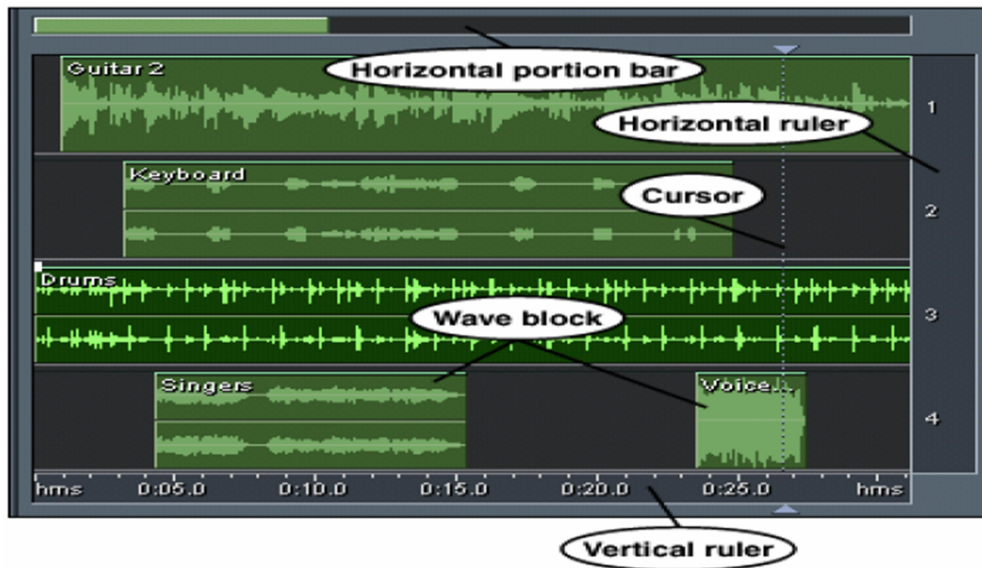 Horizontal portion bar
Guitar 2
1
Horizontal ruler
Keyboard
Cursor
2
Drums
Wave block
3
Singers
Voice...
4
hms 0:05.0 0:10.0 0:15.0 0:20.0 0:25.0 hms
Vertical ruler